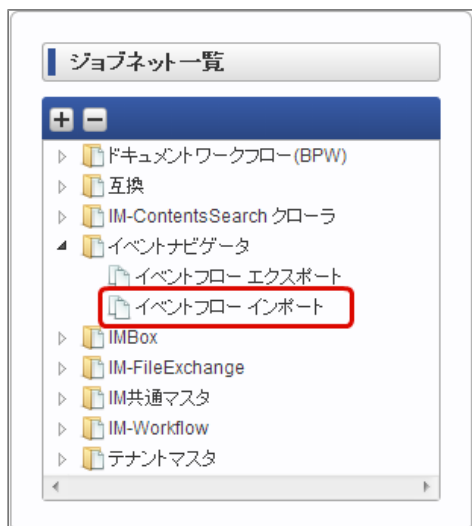 ジョブネット一覧
ドキュメントワークフロー(BPW)
互換
IM-ContentsSearch クローラ
イベントナビゲータ
イベントフロー エクスポート
イベントフロー インポート
IMBox
IM-FileExchange
IM共通マスタ
IM-Workflow
テナントマスタ